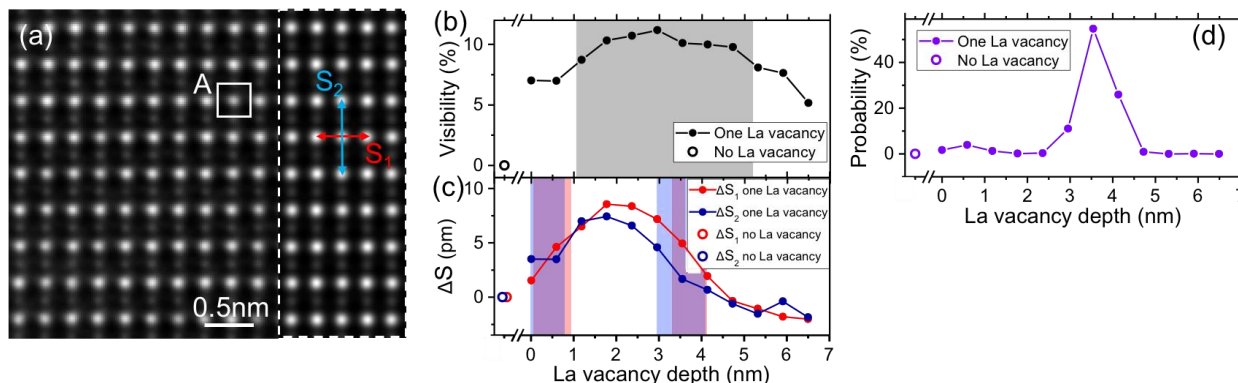 (a)
A
S2
S1
0.5nm
(b)
Visibility (%)
10
5
0
One La vacancy
No La vacancy
(c)
ΔS (pm)
10
5
0
ΔS1 one La vacancy
ΔS2 one La vacancy
ΔS1 no La vacancy
ΔS2 no La vacancy
0 1 2 3 4 5 6 7
La vacancy depth (nm)
(d)
Probability (%)
40
20
0
One La vacancy
No La vacancy
0 1 2 3 4 5 6 7
La vacancy depth (nm)